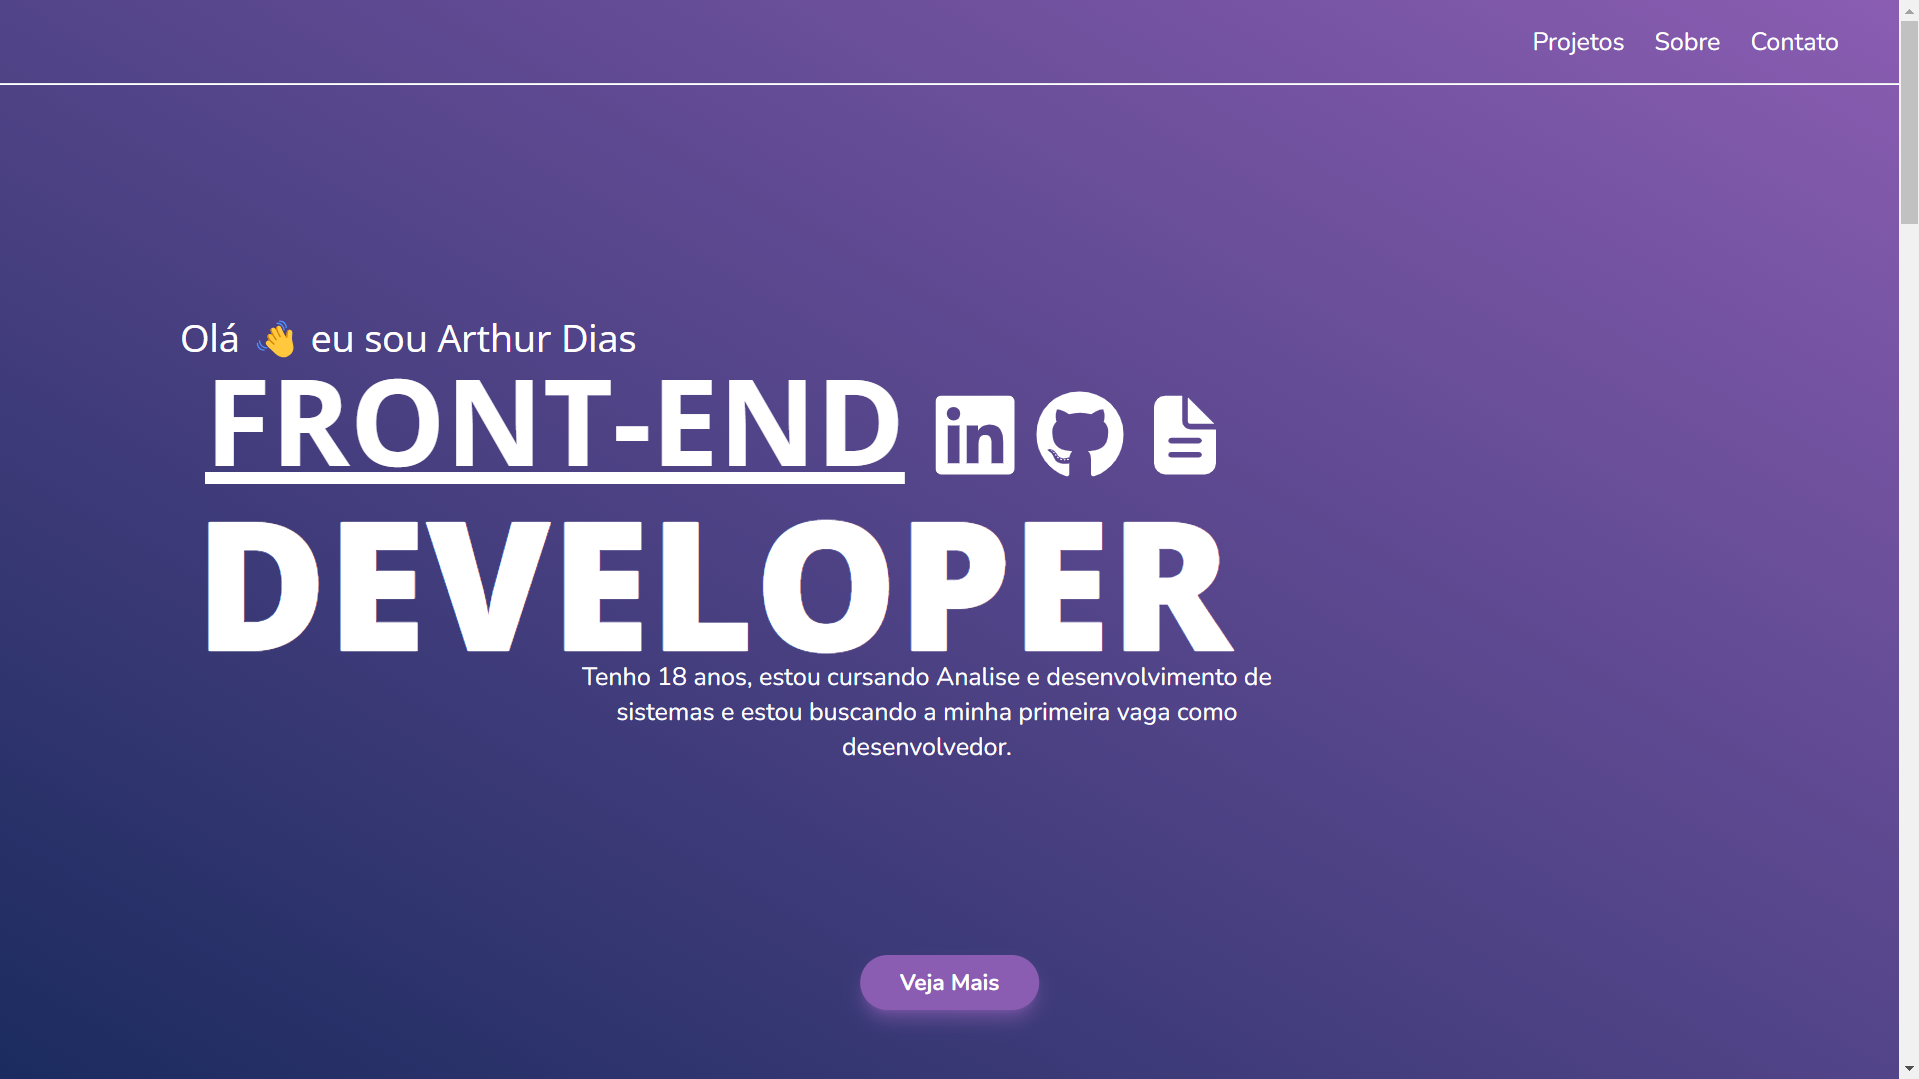 Projetos Sobre Contato
Olá 👋 eu sou Arthur Dias
FRONT-END
DEVELOPER
Tenho 18 anos, estou cursando Analise e desenvolvimento de
sistemas e estou buscando a minha primeira vaga como
desenvolvedor.
Veja Mais